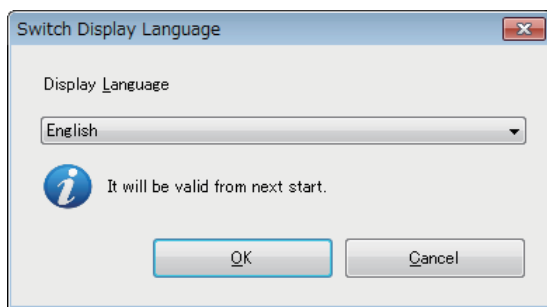 Switch Display Language
Display Language
English
It will be valid from next start.
OK
Cancel